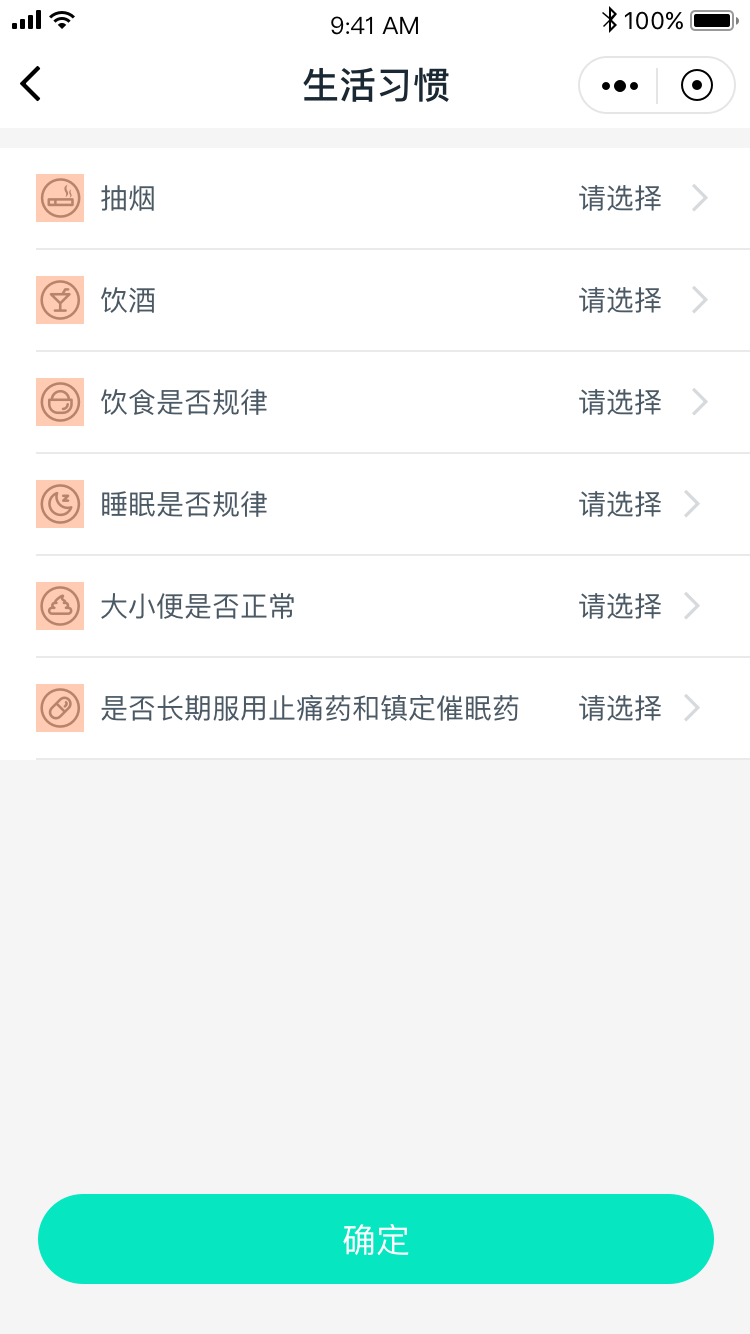 9:41 AM
100%
生活习惯
抽烟 请选择
饮酒 请选择
饮食是否规律 请选择
睡眠是否规律 请选择
大小便是否正常 请选择
是否长期服用止痛药和镇定催眠药 请选择
确定